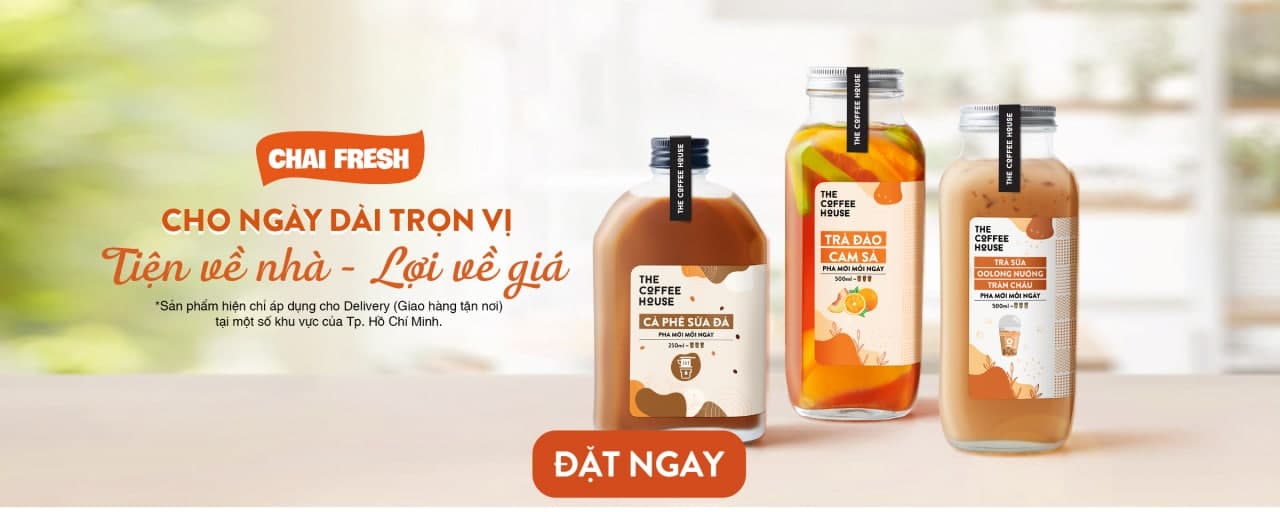 CHAI FRESH
CHO NGÀY DÀI TRỌN VỊ
Tiện về nhà - Lợi về giá
*Sản phẩm hiện chỉ áp dụng cho Delivery (Giao hàng tận nơi)
tại một số khu vực của Tp. Hồ Chí Minh.
THE COFFEE HOUSE
THE
COFFEE
HOUSE
CÀ PHÊ SỮA ĐÁ
PHA MỚI MỖI NGÀY
250ml -
THE COFFEE HOUSE
THE
COFFEE
HOUSE
TRÀ ĐÀO
CAM SẢ
PHA MỚI MỖI NGÀY
500ml -
THE COFFEE HOUSE
THE
COFFEE
HOUSE
TRÀ SỮA
OOLONG NƯỚNG
TRÂN CHÂU
PHA MỚI MỖI NGÀY
500ml -
ĐẶT NGAY